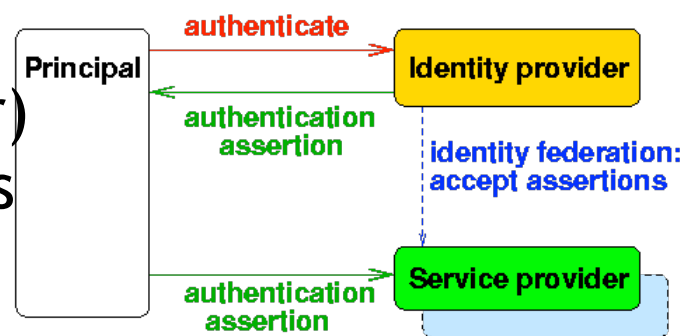 authenticate
Principal
Identity provider
r)
authentication
assertion
identity federation:
accept assertions
s
Service provider
authentication
assertion